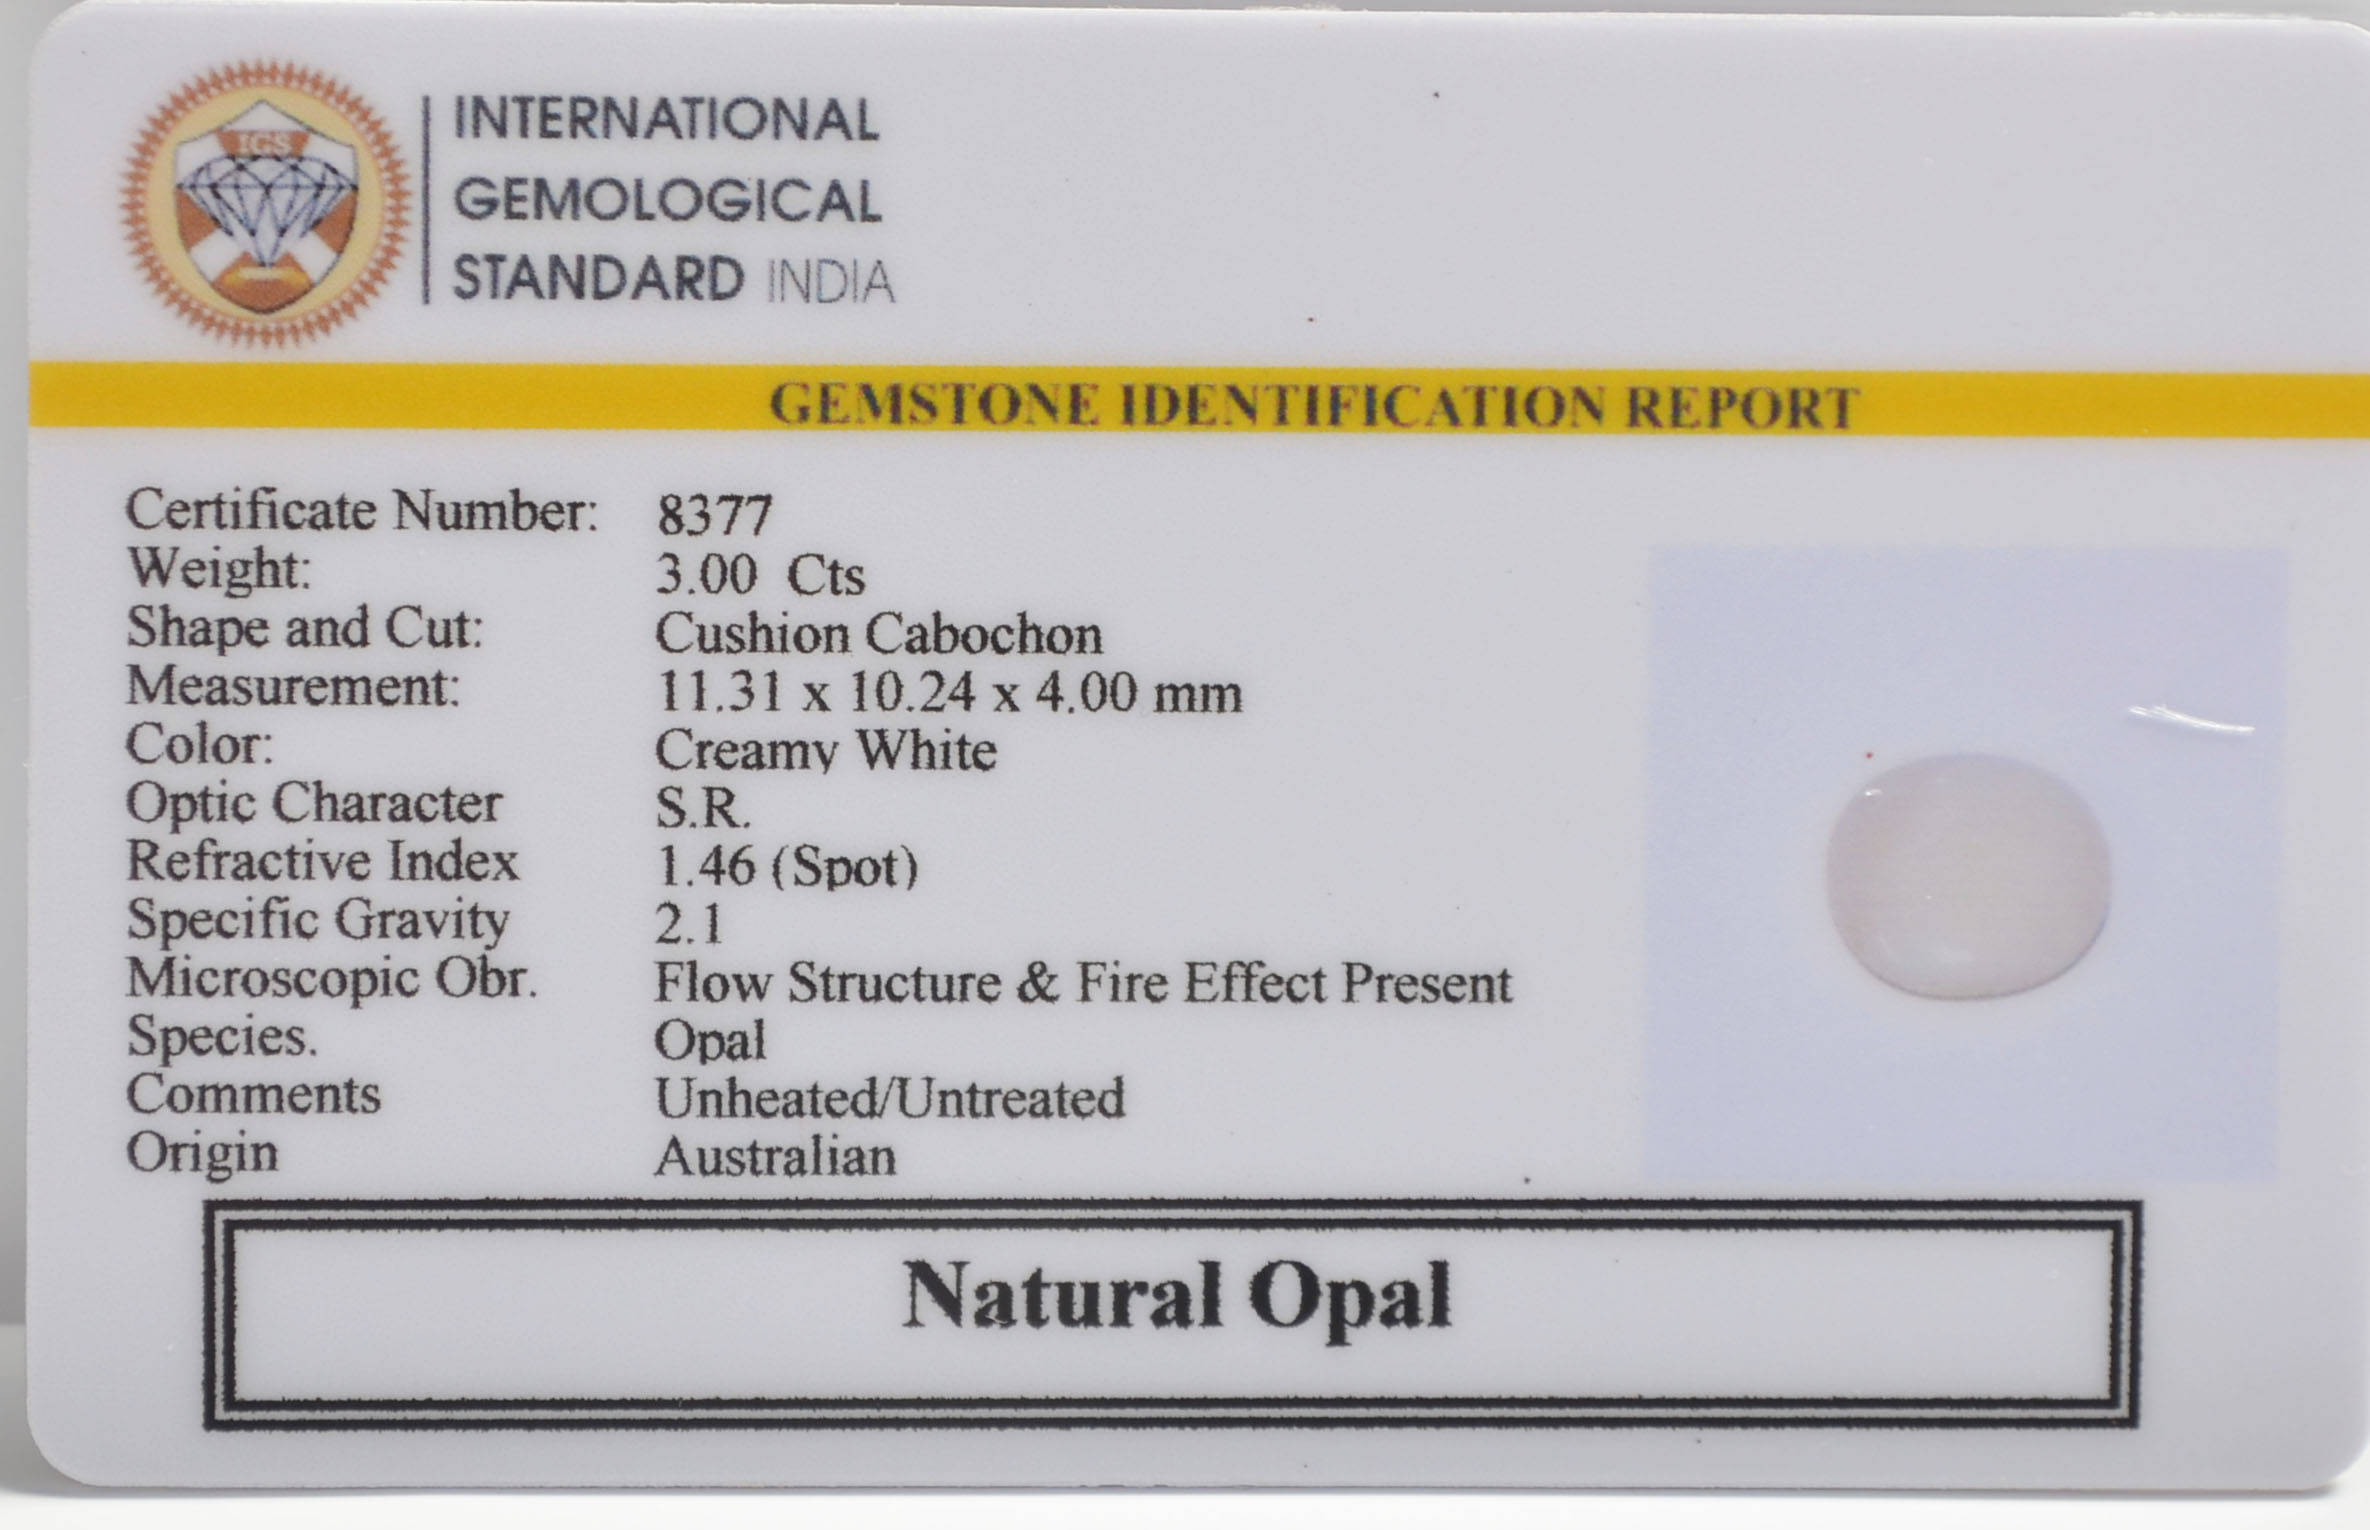 IGS
INTERNATIONAL
GEMOLOGICAL
STANDARD INDIA
GEMSTONE IDENTIFICATION REPORT
Certificate Number: 8377
Weight: 3.00 Cts
Shape and Cut: Cushion Cabochon
Measurement: 11.31 x 10.24 x 4.00 mm
Color: Creamy White
Optic Character S.R.
Refractive Index 1.46 (Spot)
Specific Gravity 2.1
Microscopic Obr. Flow Structure & Fire Effect Present
Species. Opal
Comments Unheated/Untreated
Origin Australian
Natural Opal